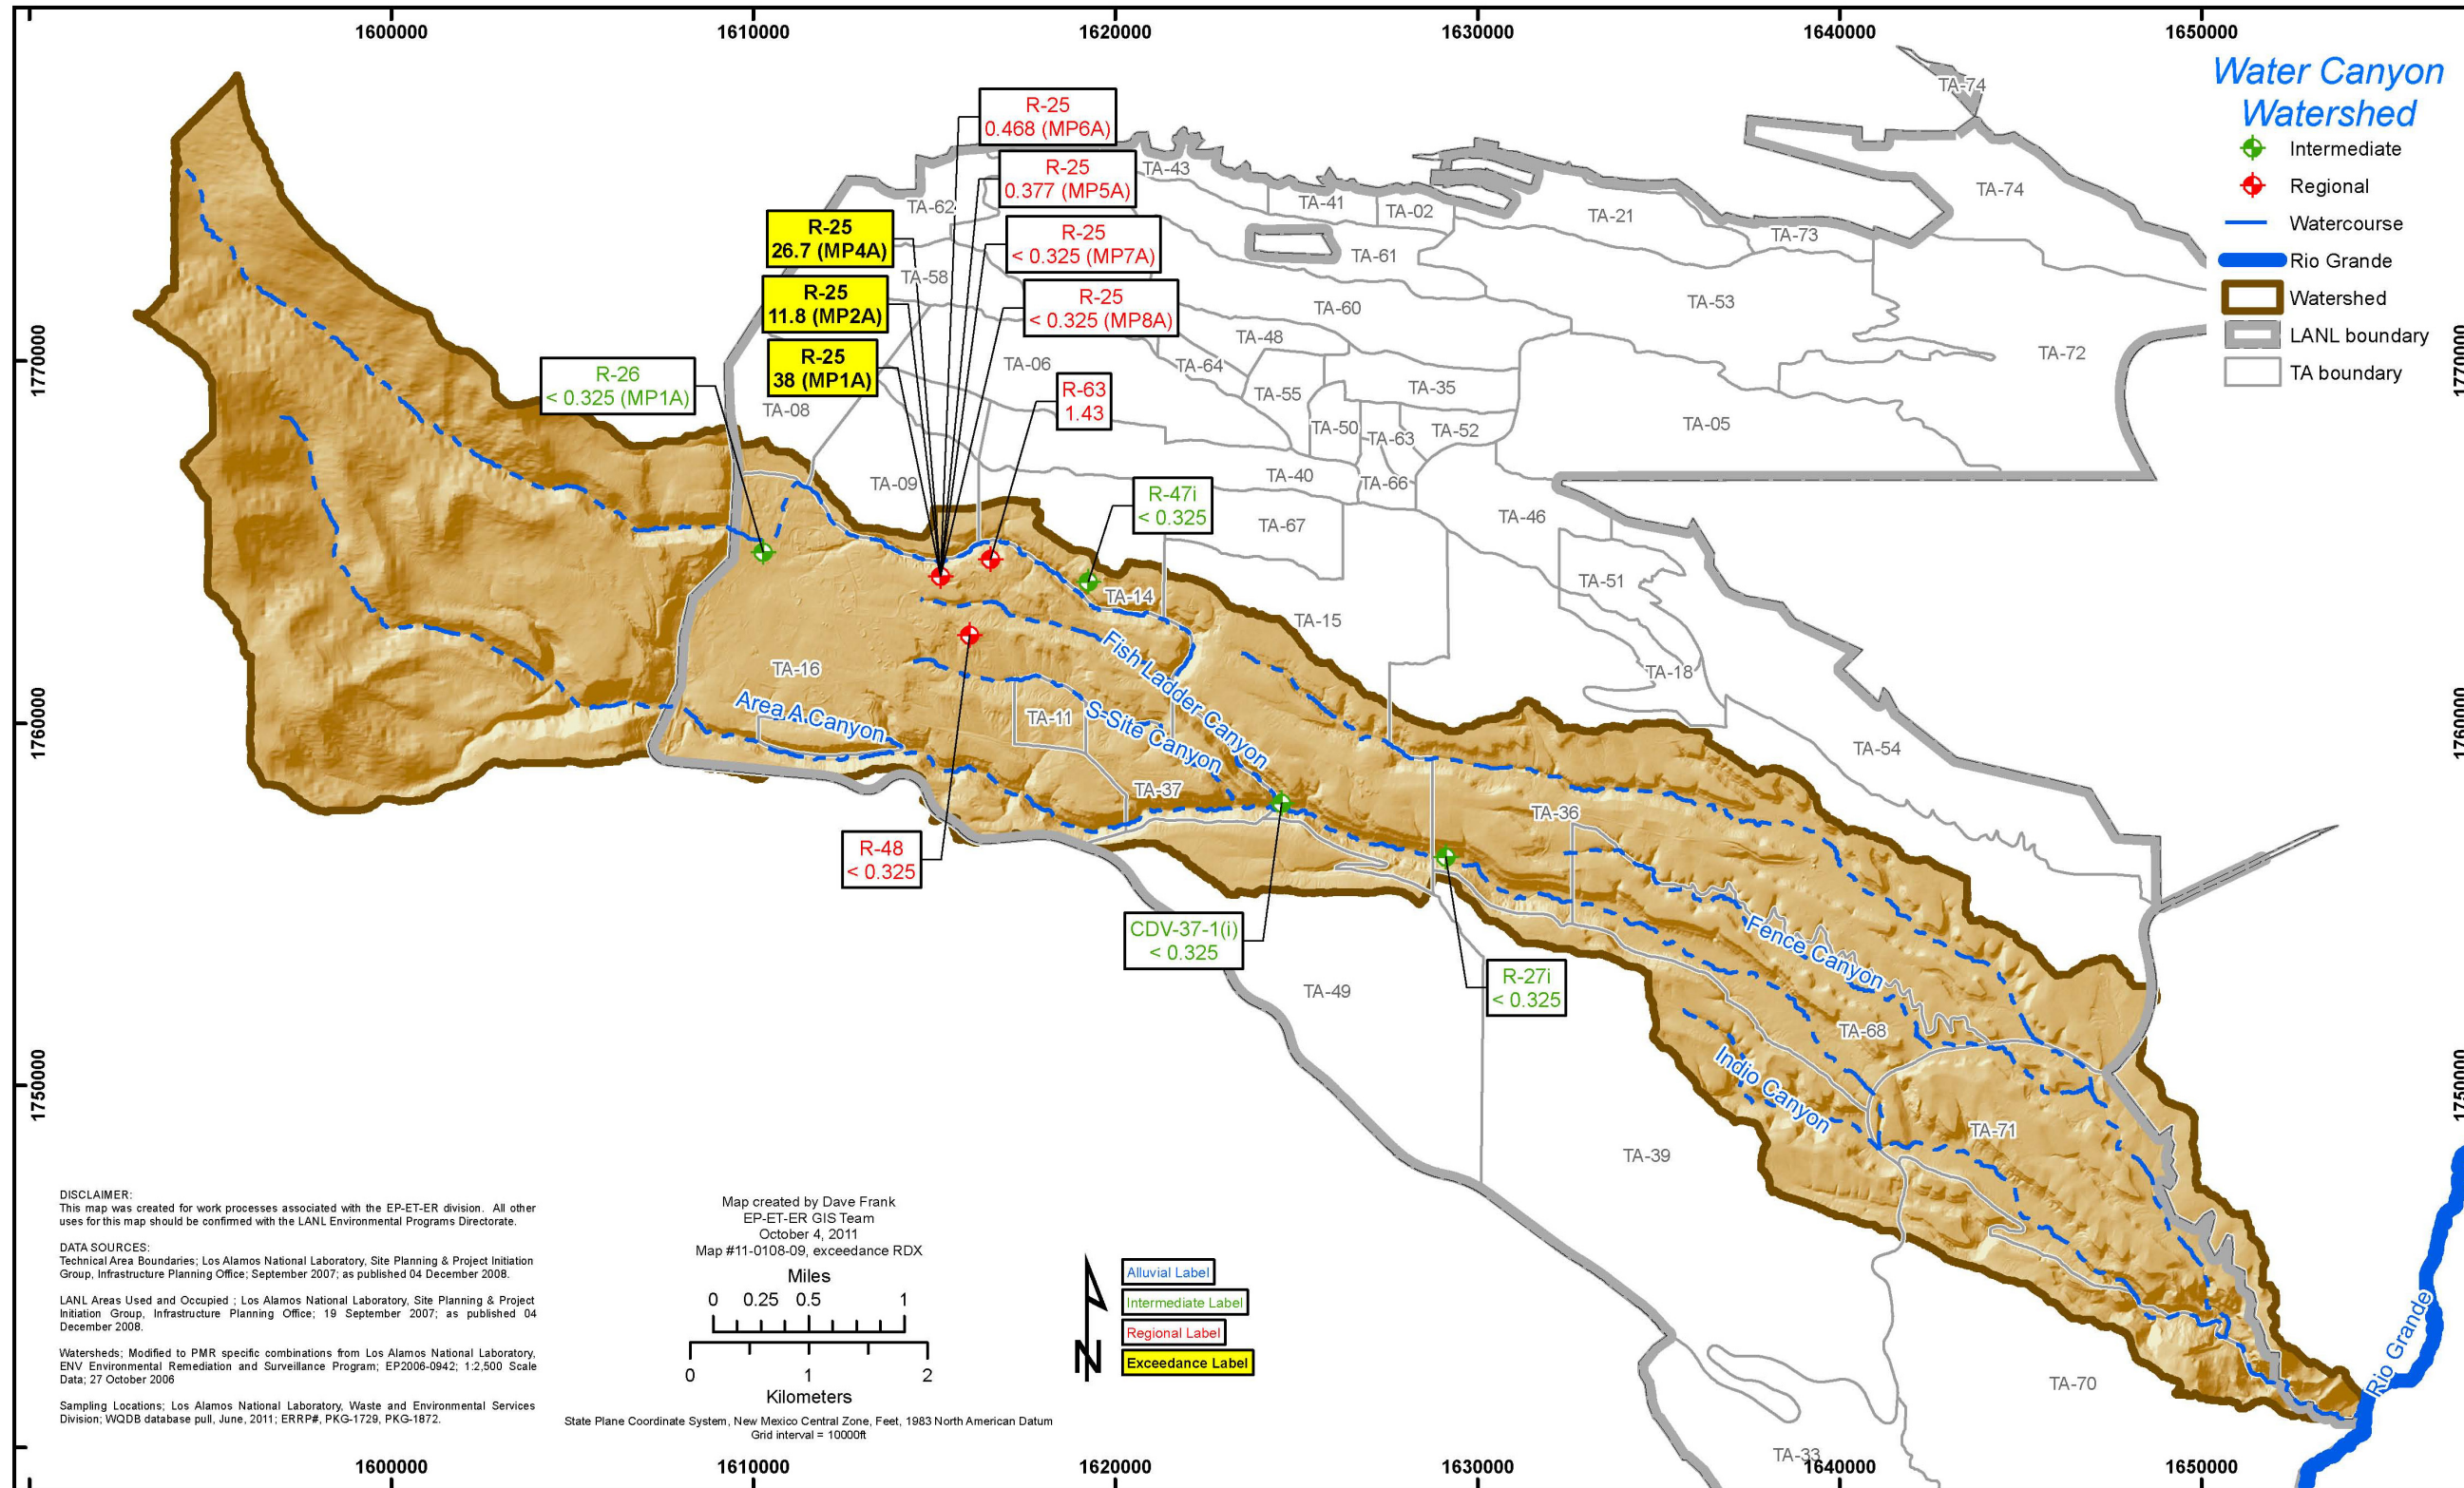 1600000
1610000
1620000
1630000
1640000
1650000
Water Canyon
Watershed
Intermediate
Regional
Watercourse
Rio Grande
Watershed
LANL boundary
TA boundary
1770000
1760000
1750000
1770000
1760000
1750000
R-25
0.468 (MP6A)
R-25
0.377 (MP5A)
R-25
26.7 (MP4A)
R-25
< 0.325 (MP7A)
R-25
11.8 (MP2A)
R-25
< 0.325 (MP8A)
R-25
38 (MP1A)
R-26
< 0.325 (MP1A)
R-63
1.43
R-47i
< 0.325
R-48
< 0.325
CDV-37-1(i)
< 0.325
R-27i
< 0.325
TA-74
TA-43
TA-74
TA-62
TA-41
TA-02
TA-21
TA-73
TA-61
TA-58
TA-60
TA-53
TA-48
TA-72
TA-06
TA-64
TA-55
TA-35
TA-08
TA-50
TA-63
TA-52
TA-05
TA-09
TA-40
TA-66
TA-46
TA-67
TA-51
TA-14
TA-15
TA-16
TA-18
TA-11
TA-54
TA-37
TA-36
TA-49
TA-68
TA-71
TA-39
TA-70
TA-33
Area A Canyon
Fish Ladder Canyon
S-Site Canyon
Fence Canyon
Indio Canyon
Rio Grande
DISCLAIMER:
This map was created for work processes associated with the EP-ET-ER division. All other
uses for this map should be confirmed with the LANL Environmental Programs Directorate.
DATA SOURCES:
Technical Area Boundaries; Los Alamos National Laboratory, Site Planning & Project Initiation
Group, Infrastructure Planning Office; September 2007; as published 04 December 2008.
LANL Areas Used and Occupied ; Los Alamos National Laboratory, Site Planning & Project
Initiation Group, Infrastructure Planning Office; 19 September 2007; as published 04
December 2008.
Watersheds; Modified to PMR specific combinations from Los Alamos National Laboratory,
ENV Environmental Remediation and Surveillance Program; EP2006-0942; 1:2,500 Scale
Data; 27 October 2006
Sampling Locations; Los Alamos National Laboratory, Waste and Environmental Services
Division; WQDB database pull, June, 2011; ERRP#, PKG-1729, PKG-1872.
Map created by Dave Frank
EP-ET-ER GIS Team
October 4, 2011
Map #11-0108-09, exceedance RDX
Miles
0 0.25 0.5 1
0 1 2
Kilometers
State Plane Coordinate System, New Mexico Central Zone, Feet, 1983 North American Datum
Grid interval = 10000ft
N
Alluvial Label
Intermediate Label
Regional Label
Exceedance Label
1600000
1610000
1620000
1630000
1640000
1650000